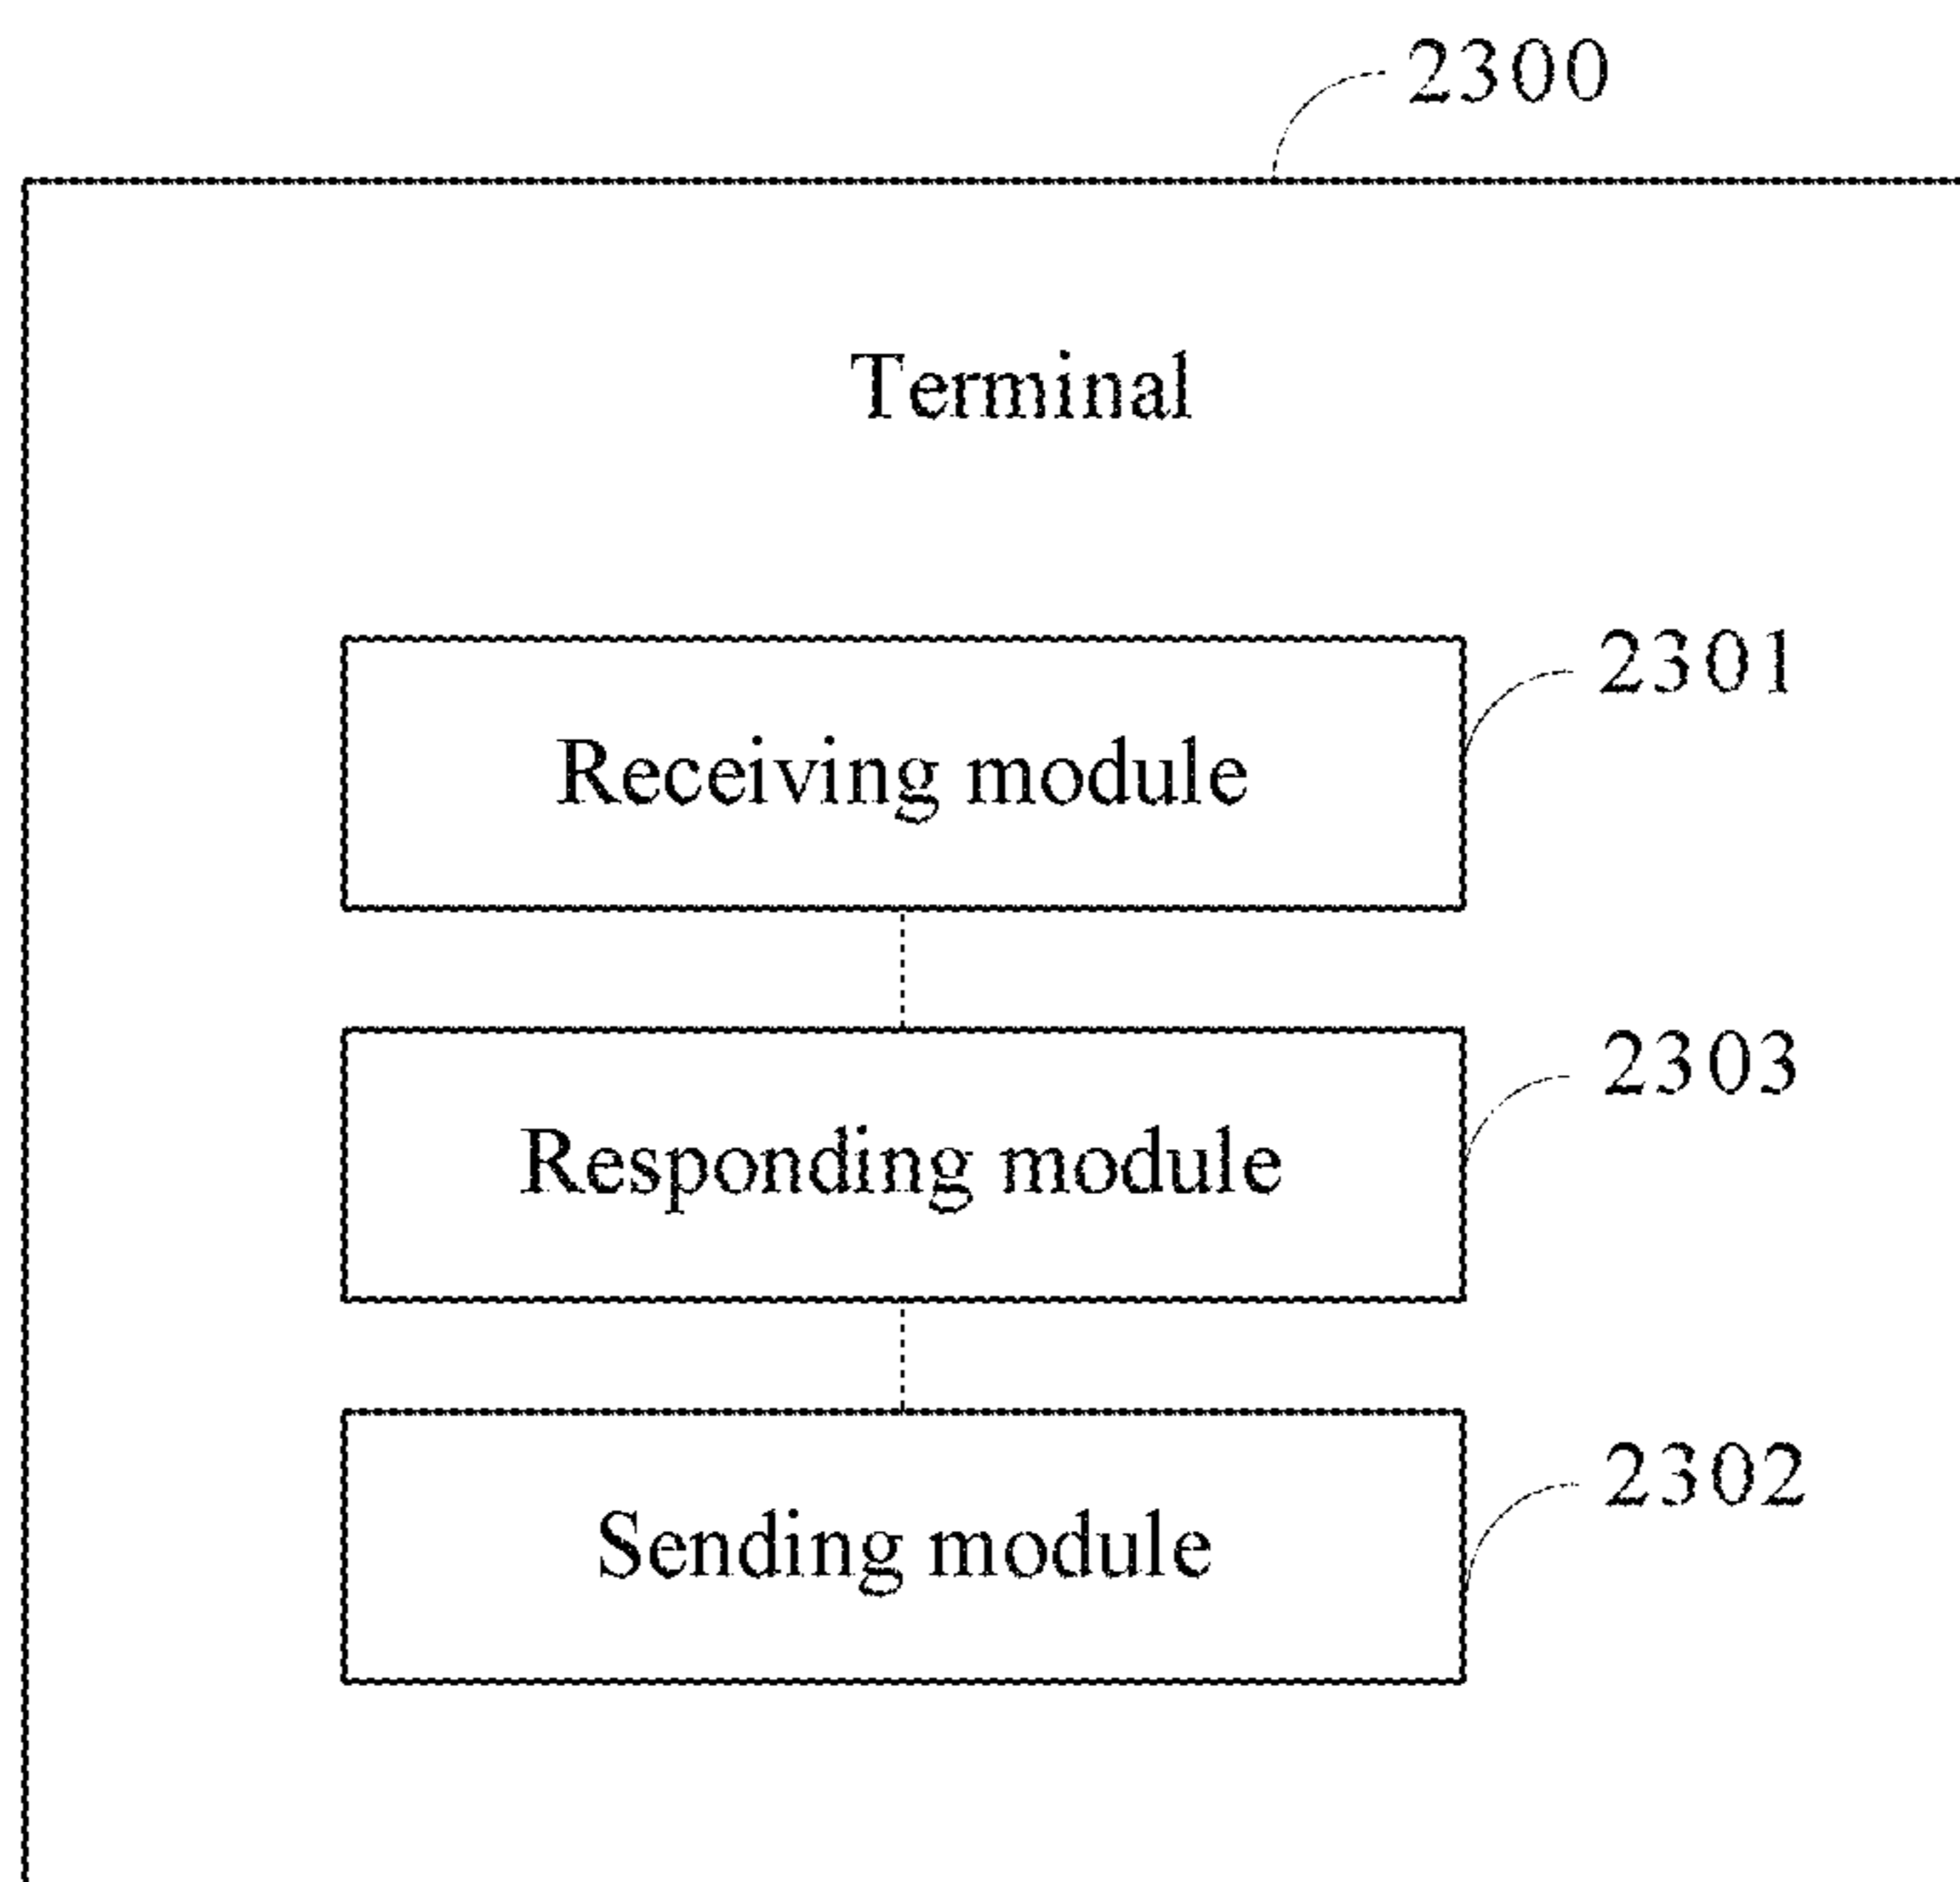 2300
Terminal
2301
Receiving module
2303
Responding module
2302
Sending module